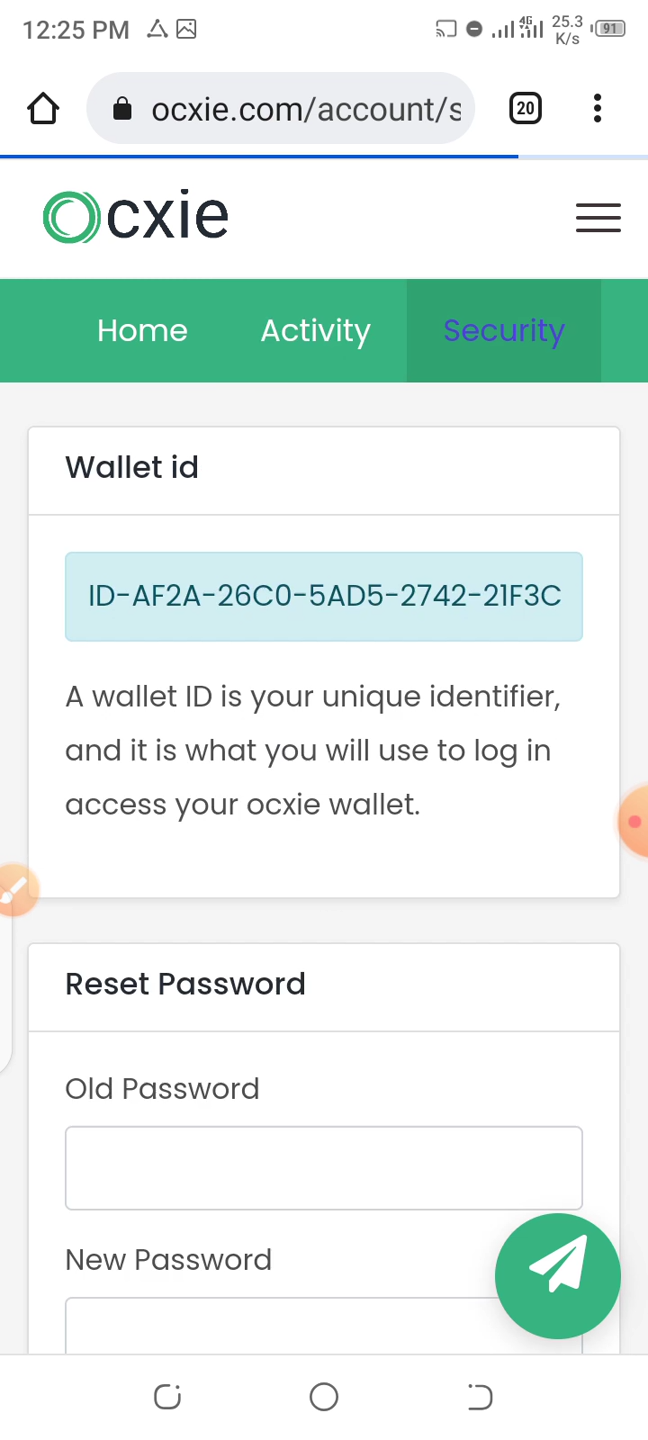 12:25 PM 4G 25.3 K/s 91
ocxie.com/account/s 20
Ocxie
Home Activity Security
Wallet id
ID-AF2A-26C0-5AD5-2742-21F3C
A wallet ID is your unique identifier,
and it is what you will use to log in
access your ocxie wallet.
Reset Password
Old Password
New Password